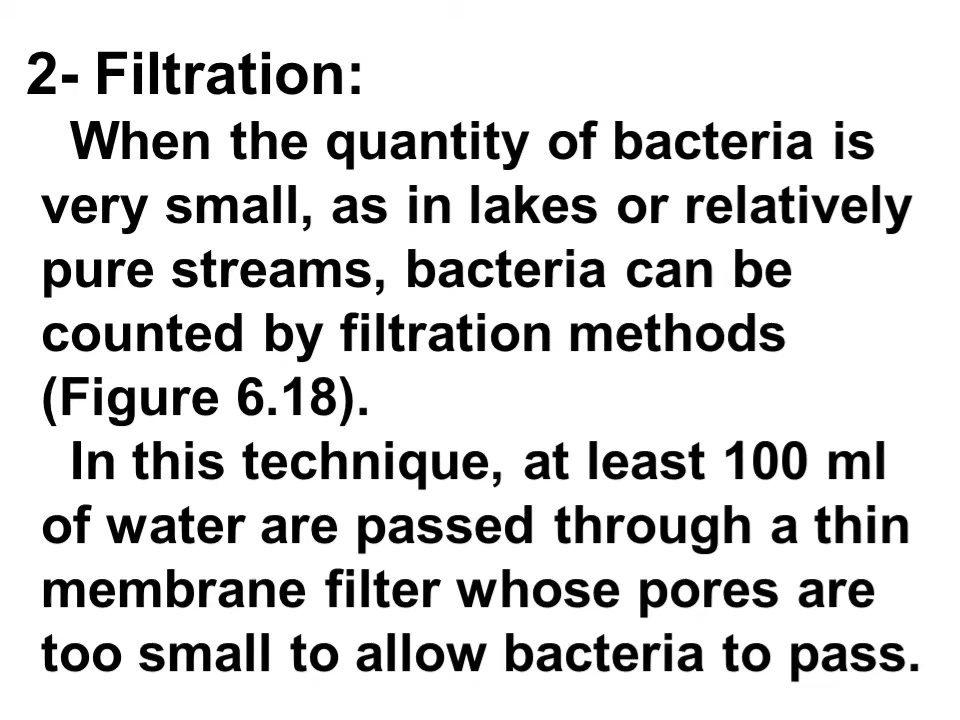 2- Filtration:
When the quantity of bacteria is
very small, as in lakes or relatively
pure streams, bacteria can be
counted by filtration methods
(Figure 6.18).
In this technique, at least 100 ml
of water are passed through a thin
membrane filter whose pores are
too small to allow bacteria to pass.